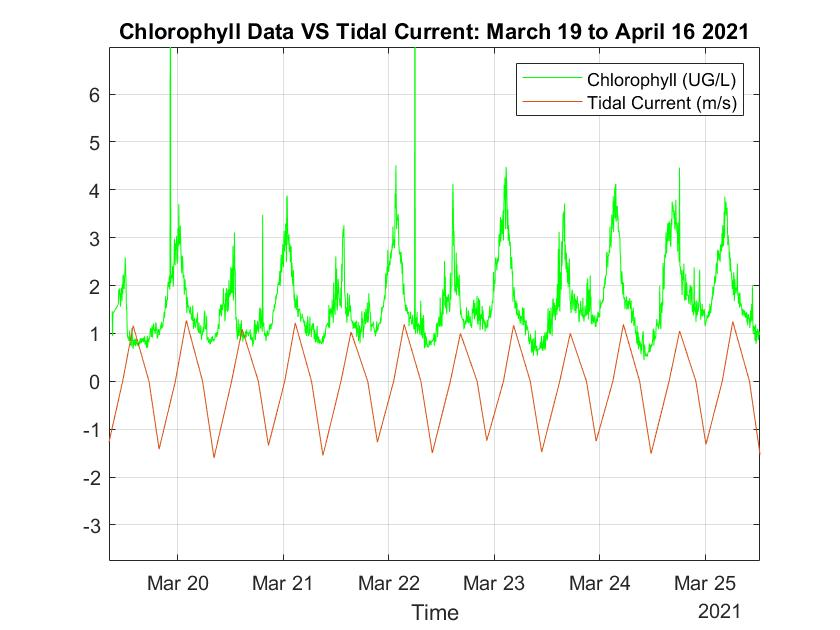 Chlorophyll Data VS Tidal Current: March 19 to April 16 2021
Chlorophyll (UG/L)
Tidal Current (m/s)
6
5
4
3
2
1
0
-1
-2
-3
Mar 20 Mar 21 Mar 22 Mar 23 Mar 24 Mar 25
Time 2021